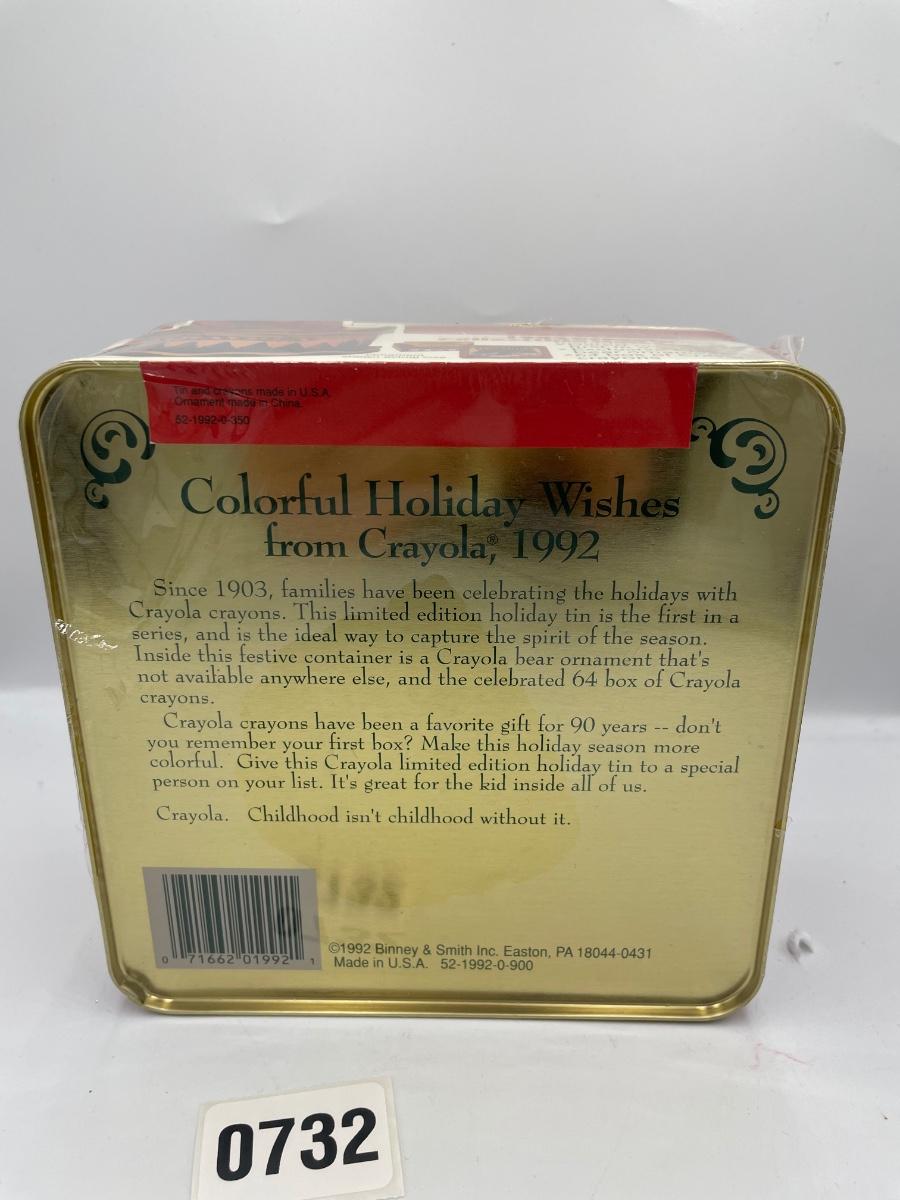 Tin and crayons made in U.S.A.
Ornament made in China.
52-1992-0-350
Colorful Holiday Wishes
from Crayola®, 1992
Since 1903, families have been celebrating the holidays with
Crayola crayons. This limited edition holiday tin is the first in a
series, and is the ideal way to capture the spirit of the season.
Inside this festive container is a Crayola bear ornament that's
not available anywhere else, and the celebrated 64 box of Crayola
crayons.
Crayola crayons have been a favorite gift for 90 years -- don't
you remember your first box? Make this holiday season more
colorful. Give this Crayola limited edition holiday tin to a special
person on your list. It's great for the kid inside all of us.
Crayola. Childhood isn't childhood without it.
0 71662 01992 1
©1992 Binney & Smith Inc. Easton, PA 18044-0431
Made in U.S.A. 52-1992-0-900
0732